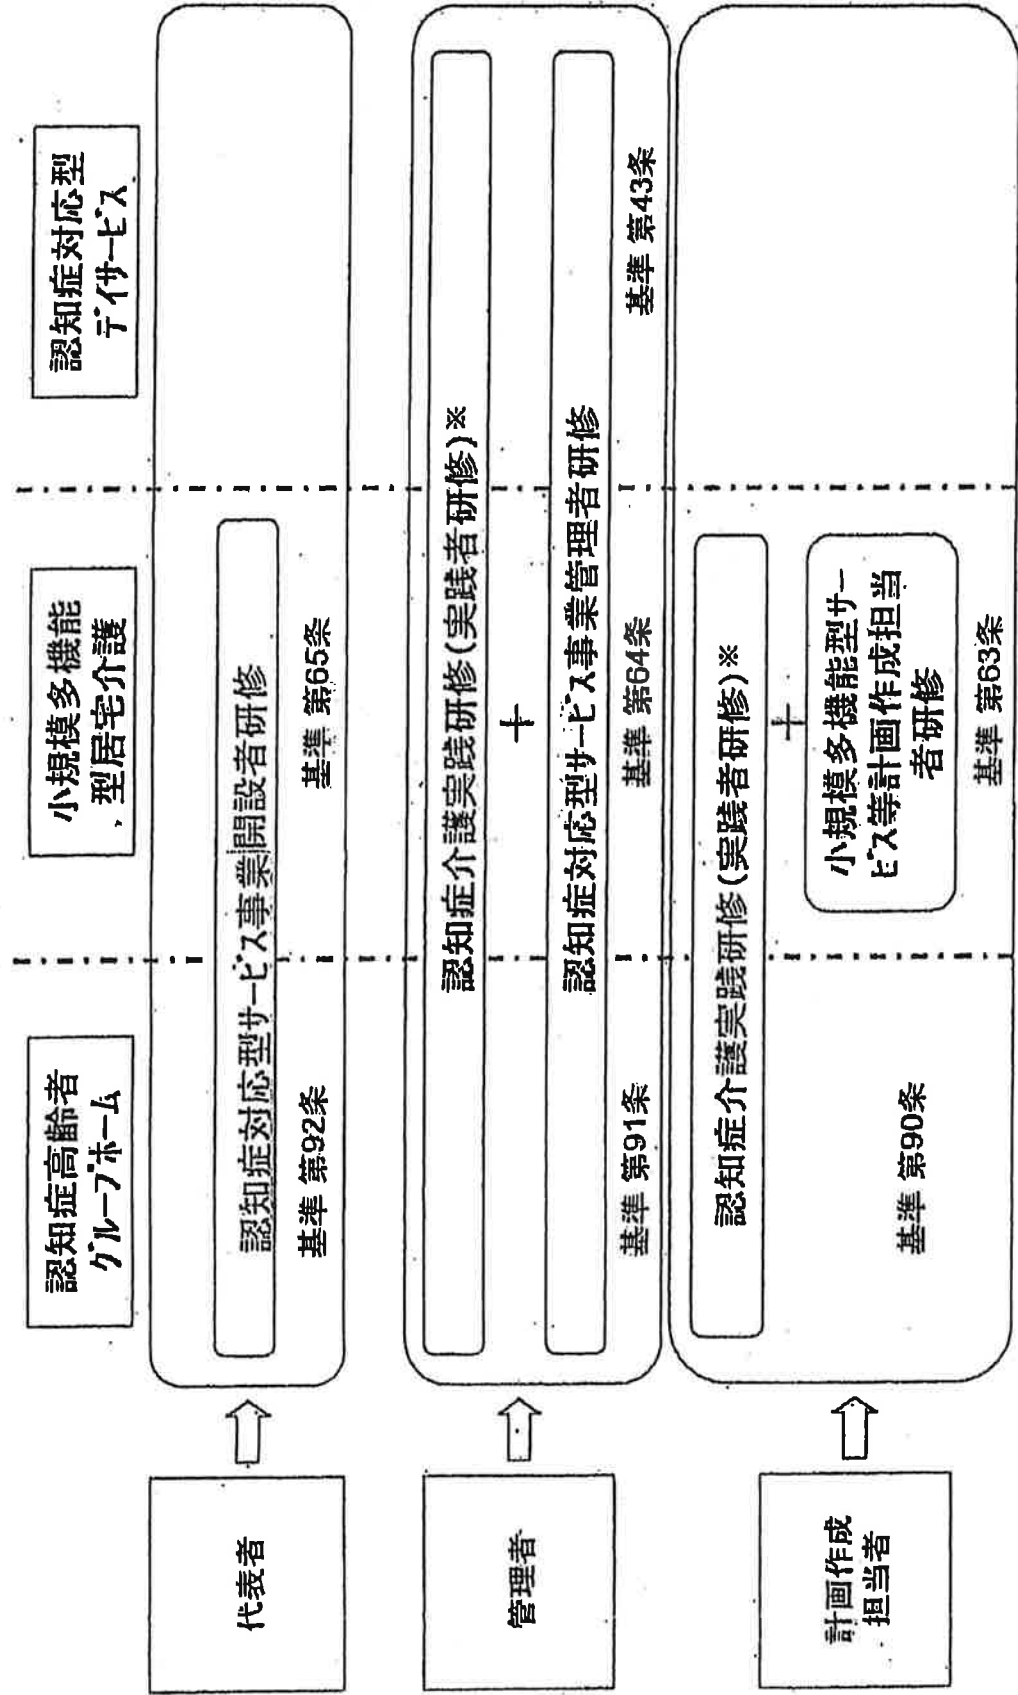 認知症高齢者
グループホーム
小規模多機能
型居宅介護
認知症対応型
デイサービス
代表者
認知症対応型サービス事業開設者研修
基準 第92条
基準 第65条
管理者
認知症介護実践研修(実践者研修)※
＋
認知症対応型サービス事業管理者研修
基準 第91条
基準 第64条
基準 第43条
計画作成
担当者
認知症介護実践研修(実践者研修)※
＋
小規模多機能型サー
ビス等計画作成担当
者研修
基準 第90条
基準 第63条